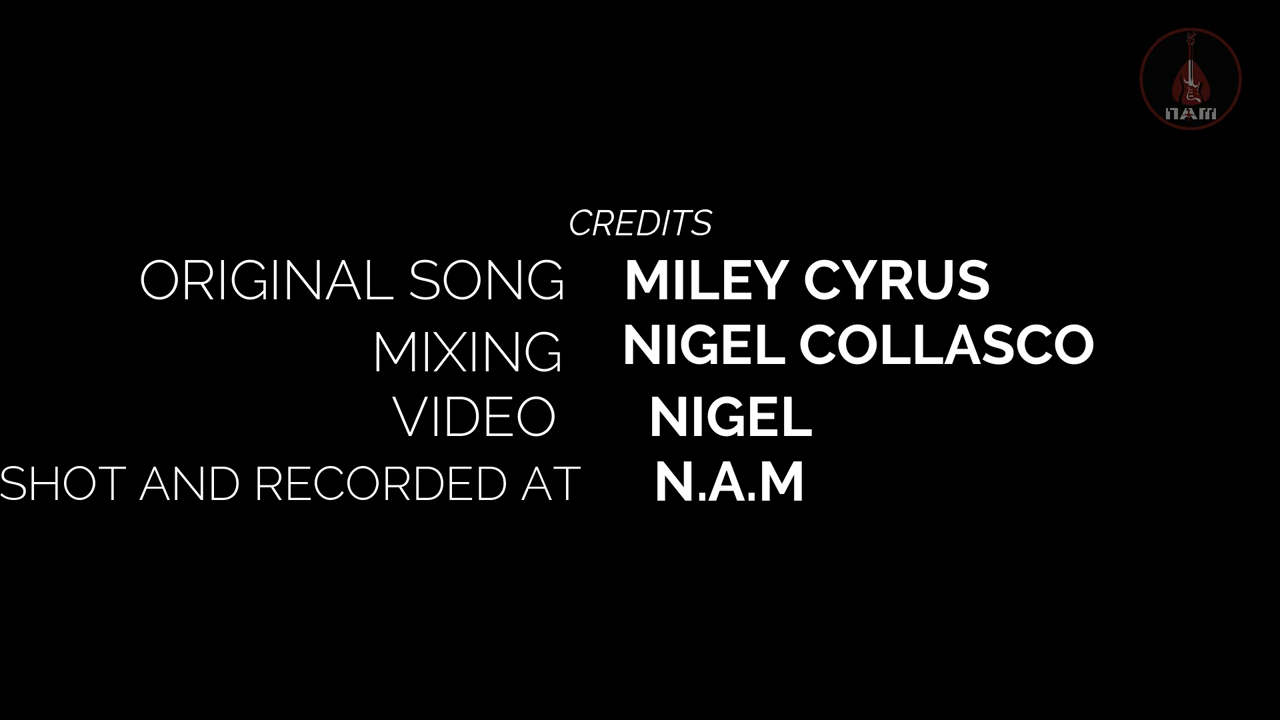 NAM
CREDITS
ORIGINAL SONG MILEY CYRUS
MIXING NIGEL COLLASCO
VIDEO NIGEL
SHOT AND RECORDED AT N.A.M